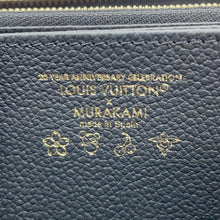 20 YEAR ANNIVERSARY CELEBRATION
LOUIS VUITTON
×
MURAKAMI
made in Spain